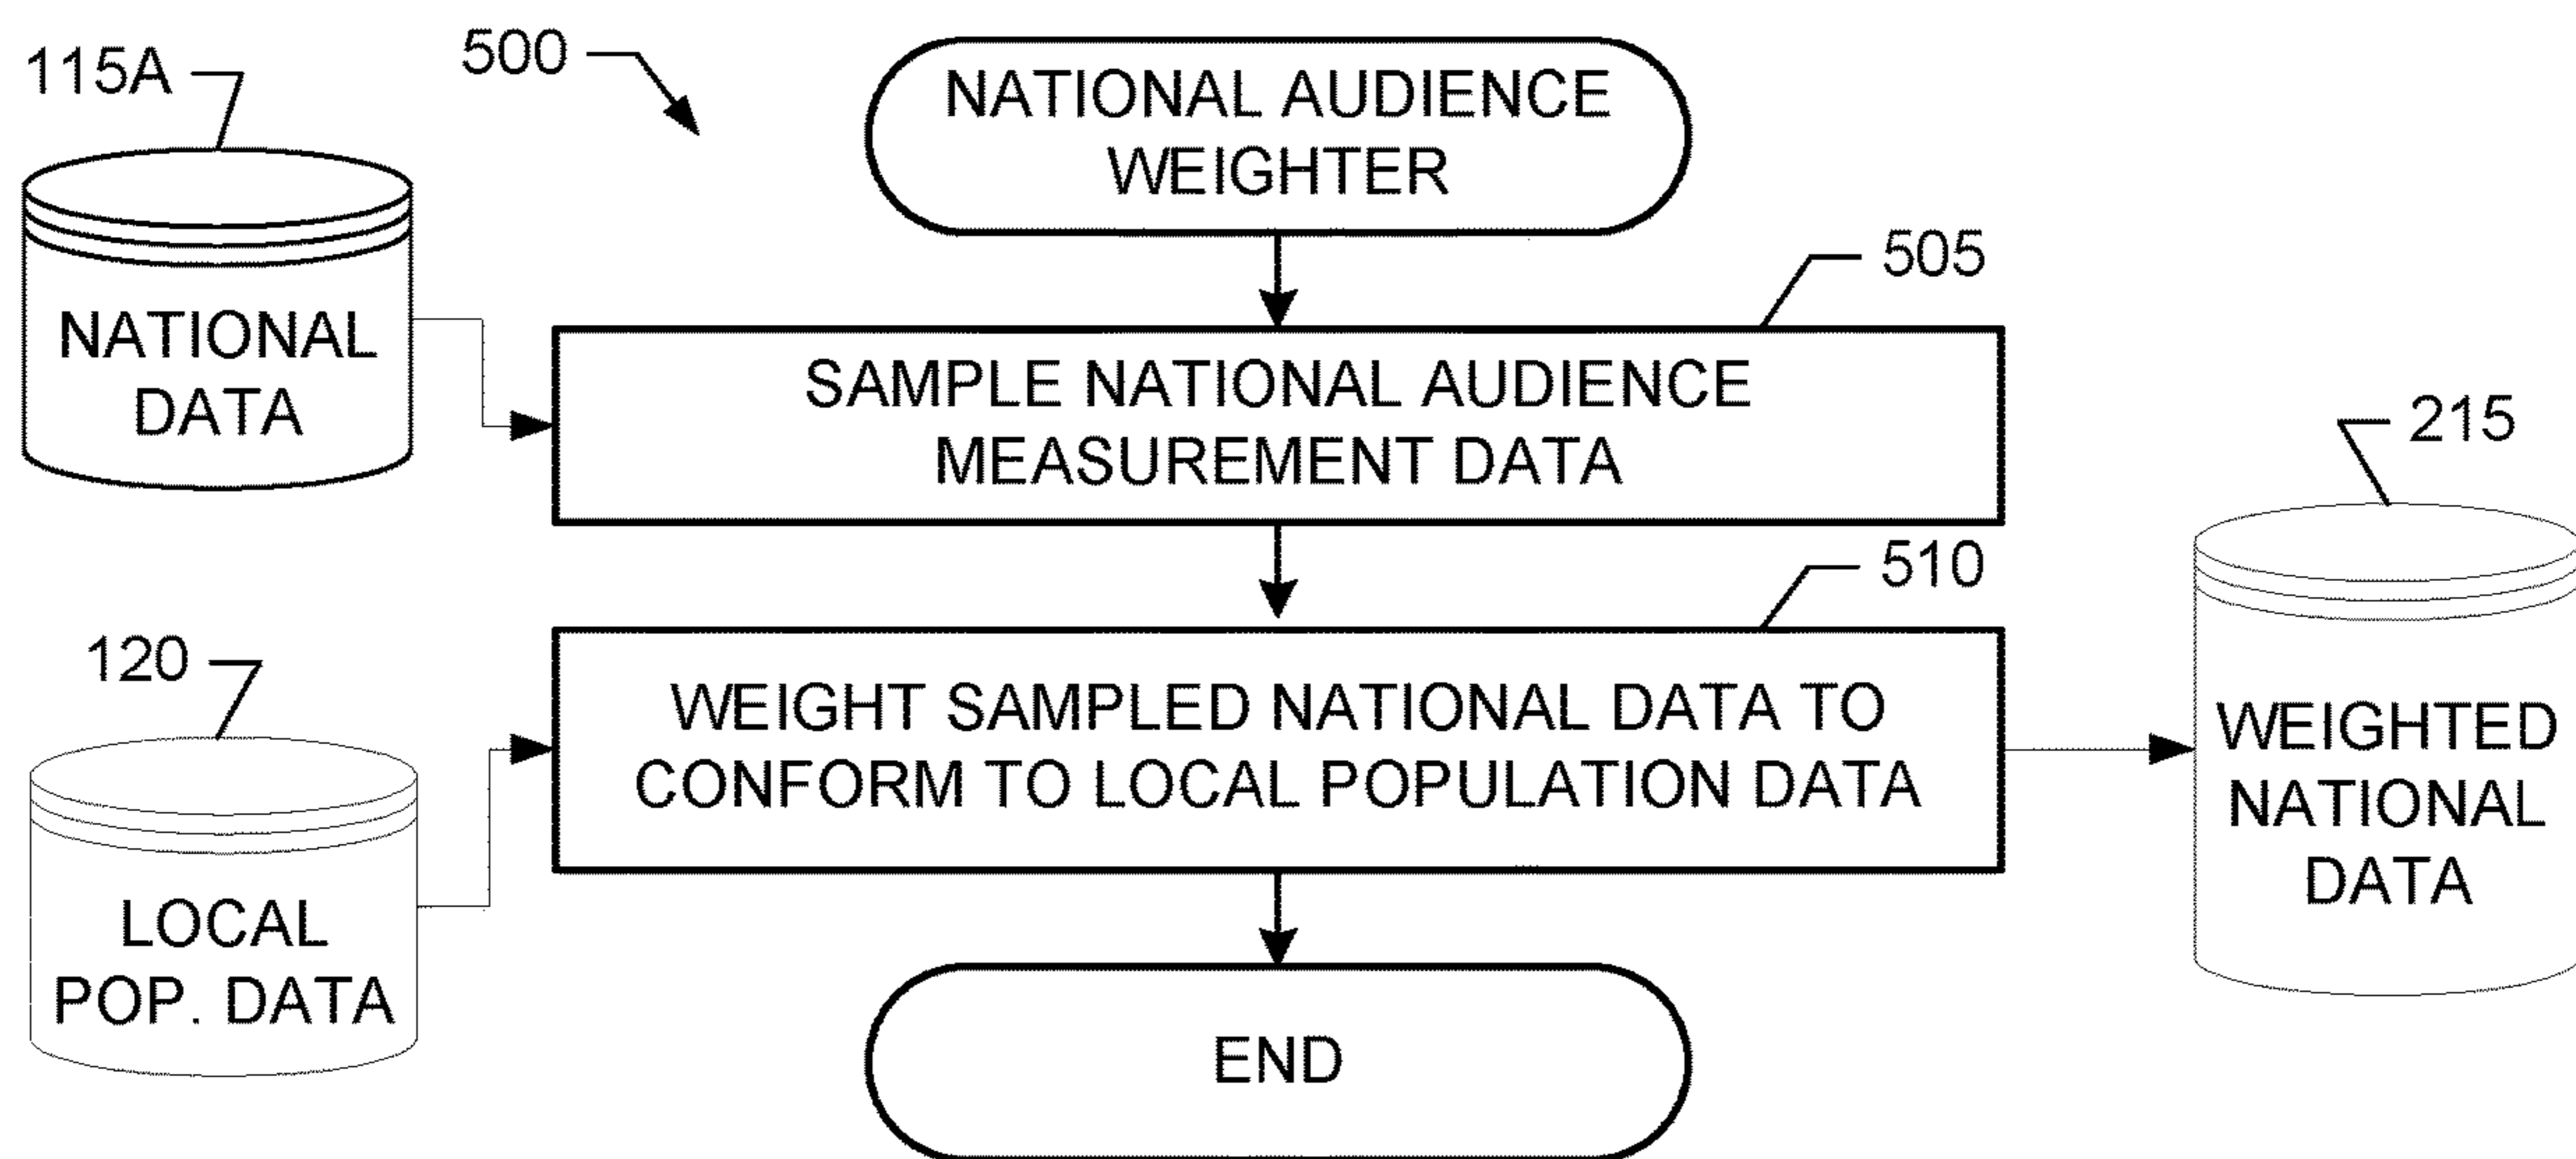 115A
500
NATIONAL AUDIENCE
WEIGHTER
NATIONAL
DATA
505
SAMPLE NATIONAL AUDIENCE
MEASUREMENT DATA
215
120
LOCAL
POP. DATA
510
WEIGHT SAMPLED NATIONAL DATA TO
CONFORM TO LOCAL POPULATION DATA
WEIGHTED
NATIONAL
DATA
END